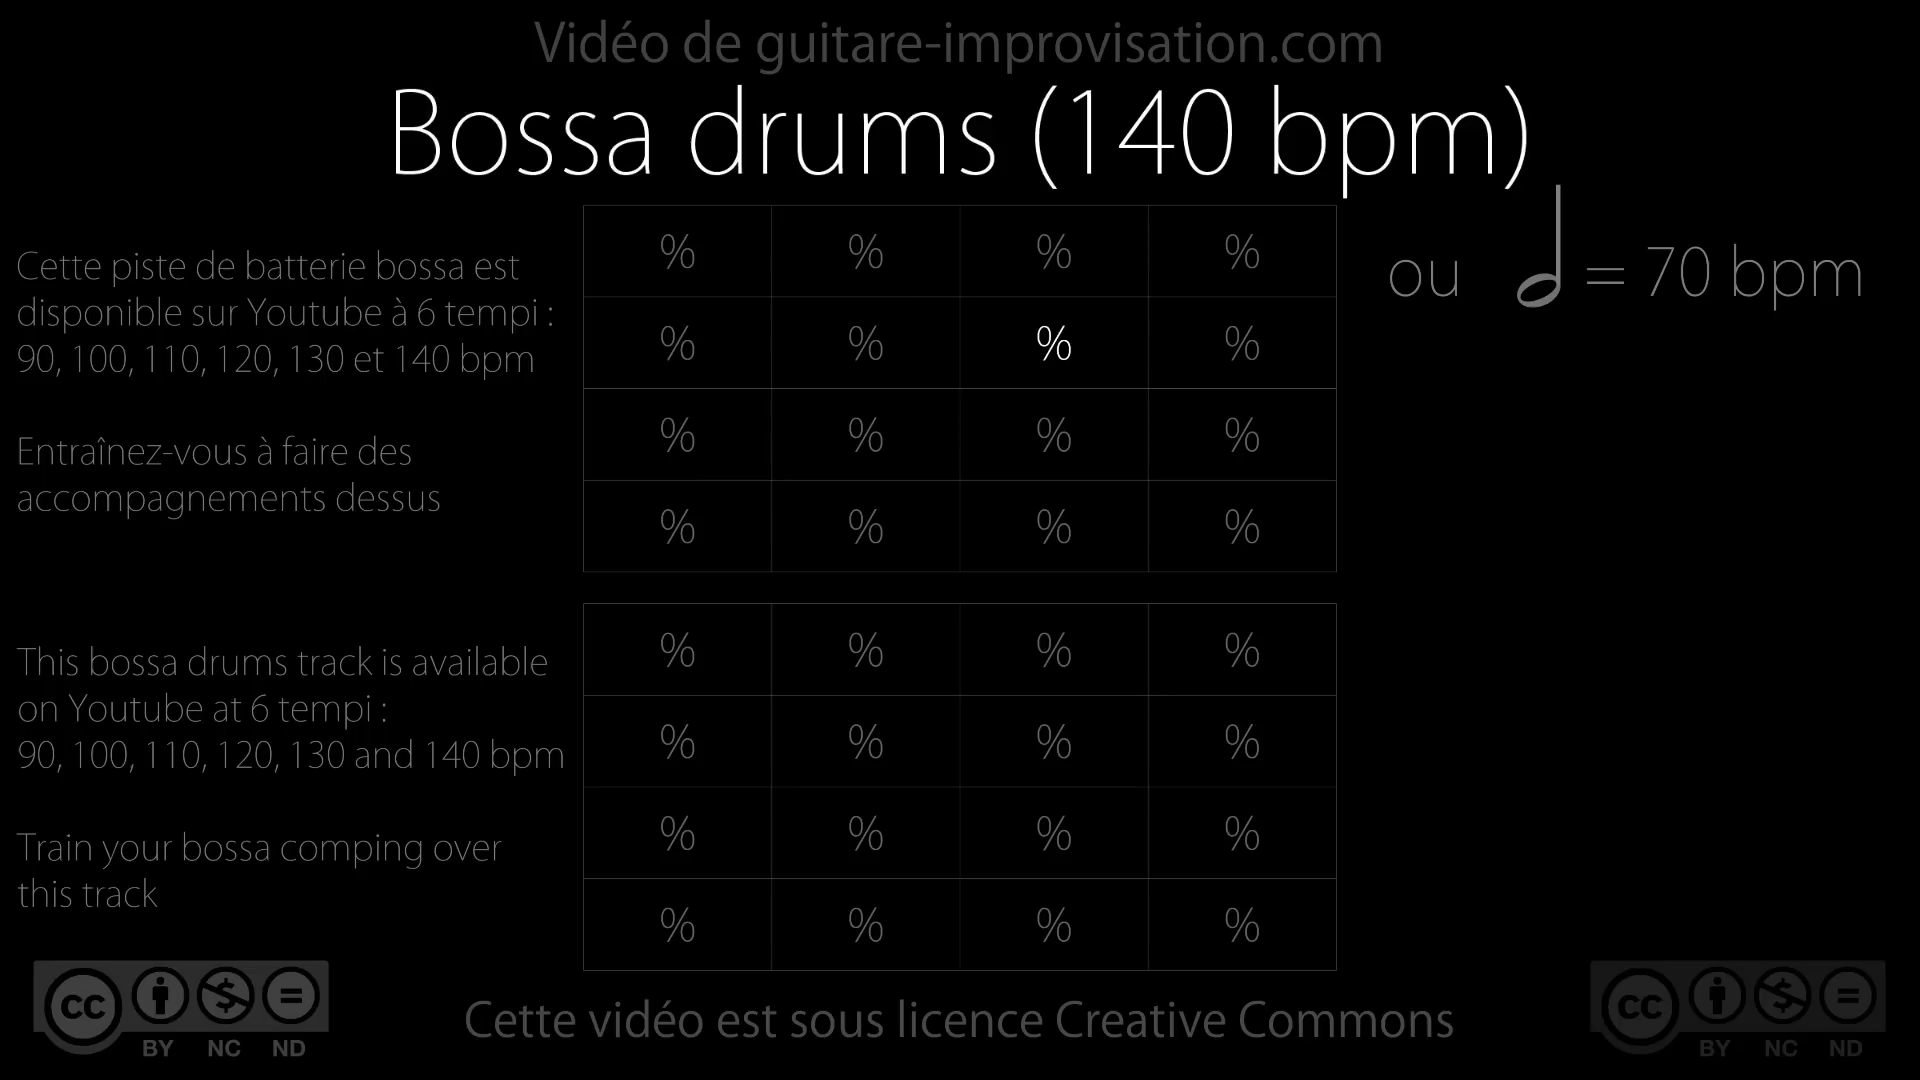 Vidéo de guitare-improvisation.com
Bossa drums (140 bpm)
ou 𝅗𝅥 = 70 bpm
Cette piste de batterie bossa est
disponible sur Youtube à 6 tempi :
90, 100, 110, 120, 130 et 140 bpm
Entraînez-vous à faire des
accompagnements dessus
% % % %
% % % %
% % % %
% % % %
This bossa drums track is available
on Youtube at 6 tempi :
90, 100, 110, 120, 130 and 140 bpm
Train your bossa comping over
this track
% % % %
% % % %
% % % %
% % % %
cc BY NC ND
Cette vidéo est sous licence Creative Commons
cc BY NC ND